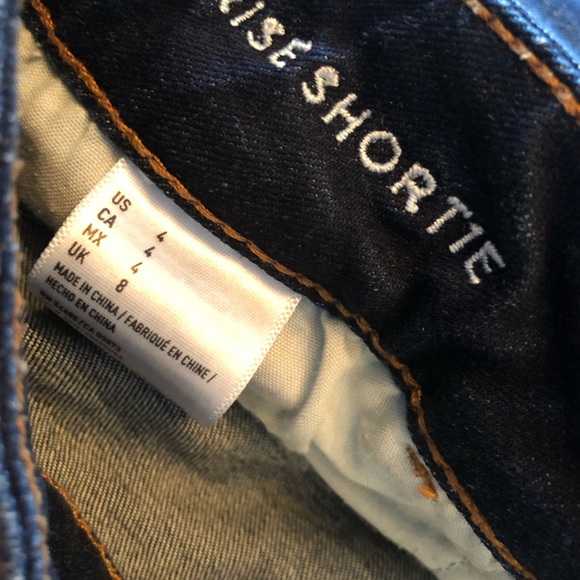 RISE SHORTIE
US 4
CA 4
MX 4
UK 8
MADE IN CHINA / FABRIQUÉ EN CHINE /
HECHO EN CHINA